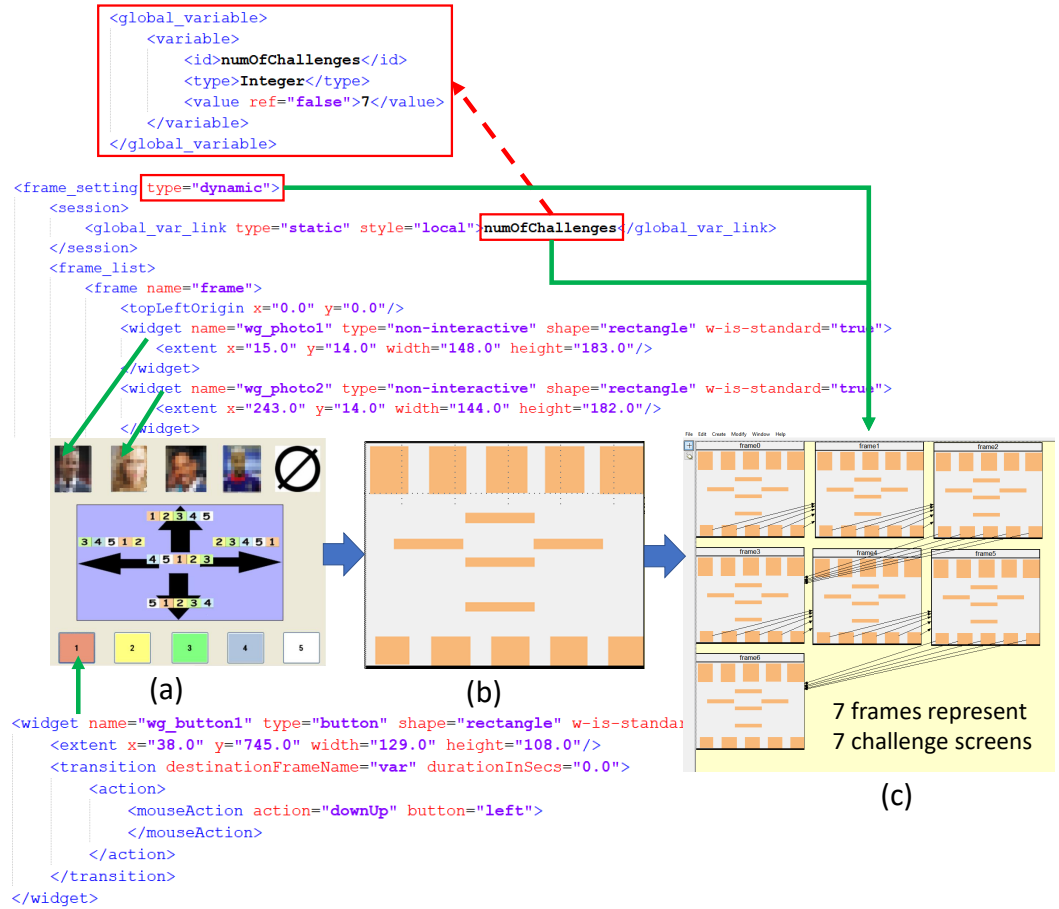 <global_variable>
<variable>
<id>numOfChallenges</id>
<type>Integer</type>
<value ref="false">7</value>
</variable>
</global_variable>
<frame_setting type="dynamic">
<session>
<global_var_link type="static" style="local">numOfChallenges</global_var_link>
</session>
<frame_list>
<frame name="frame">
<topLeftOrigin x="0.0" y="0.0"/>
<widget name="wg_photo1" type="non-interactive" shape="rectangle" w-is-standard="true">
<extent x="15.0" y="14.0" width="148.0" height="183.0"/>
</widget>
<widget name="wg_photo2" type="non-interactive" shape="rectangle" w-is-standard="true">
<extent x="243.0" y="14.0" width="144.0" height="182.0"/>
</widget>
1 2 3 4 5
3 4 5 1 2
2 3 4 5 1
4 5 1 2 3
5 1 2 3 4
1 2 3 4 5
(a)
(b)
File Edit Create Modify Window Help
frame0 frame1 frame2
frame3 frame4 frame5
frame6
7 frames represent
7 challenge screens
(c)
<widget name="wg_button1" type="button" shape="rectangle" w-is-standar
<extent x="38.0" y="745.0" width="129.0" height="108.0"/>
<transition destinationFrameName="var" durationInSecs="0.0">
<action>
<mouseAction action="downUp" button="left">
</mouseAction>
</action>
</transition>
</widget>